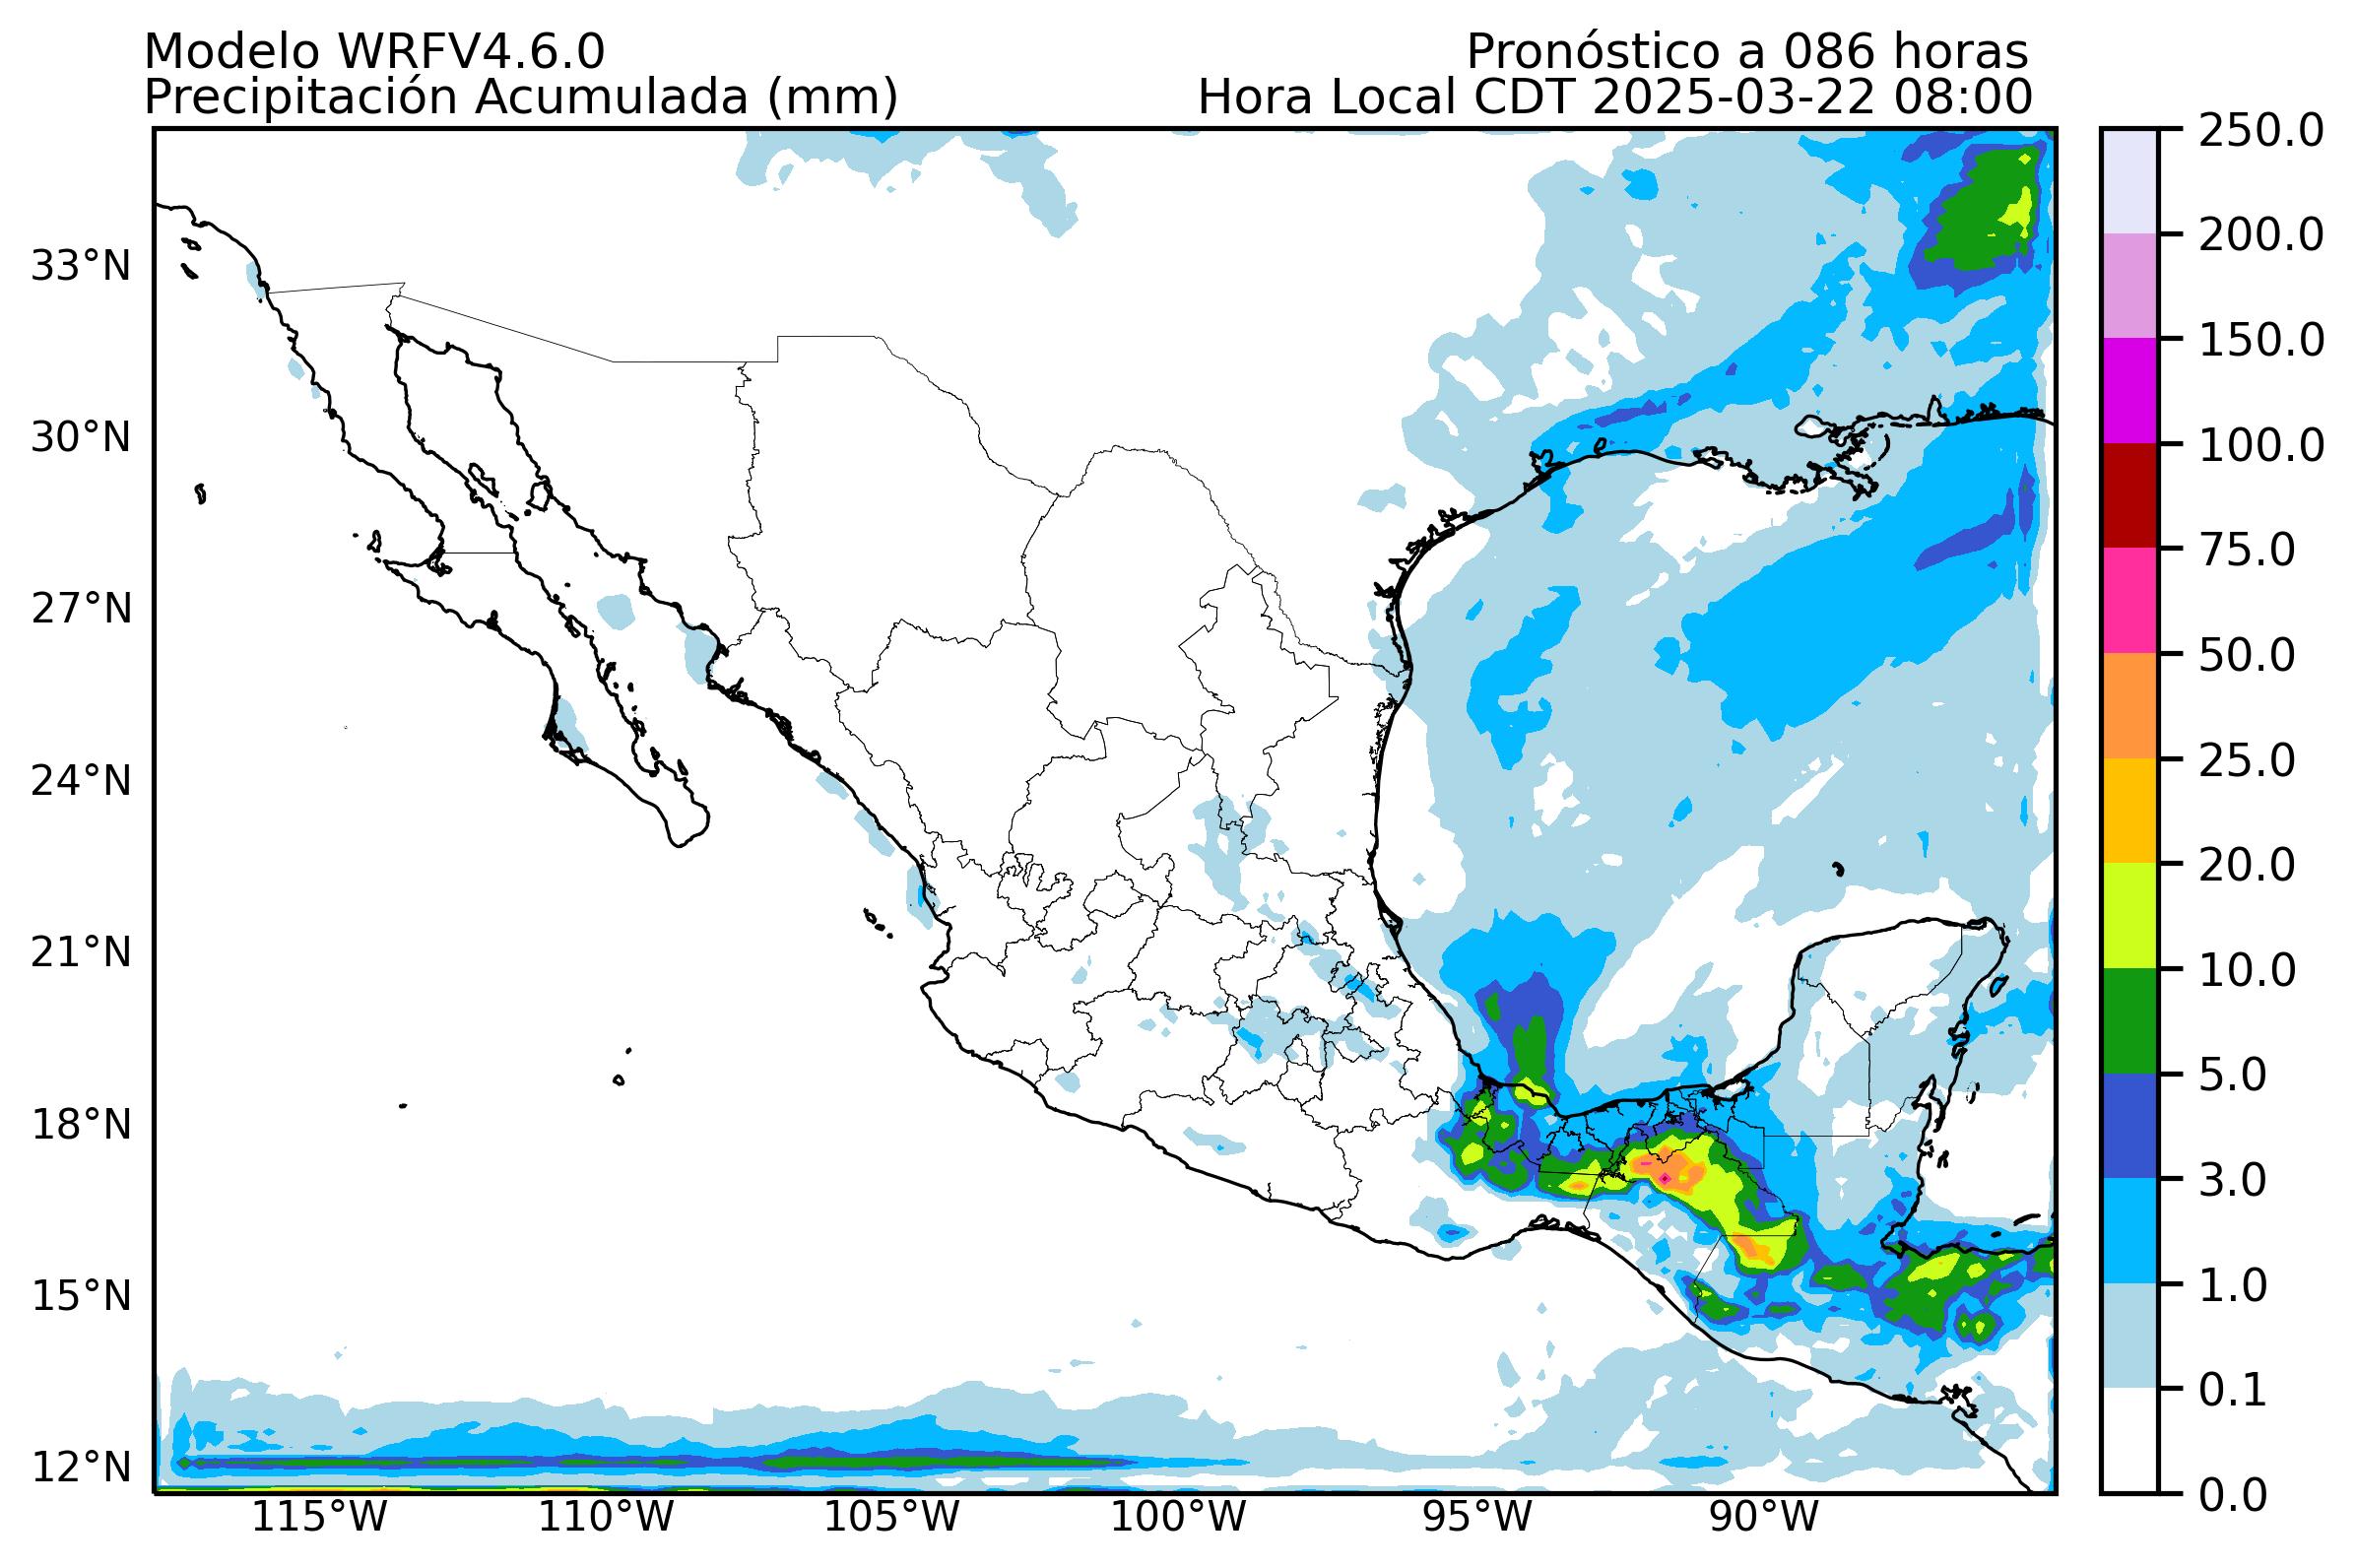 Modelo WRFV4.6.0
Pronóstico a 086 horas
Precipitación Acumulada (mm)
Hora Local CDT 2025-03-22 08:00
33°N
30°N
27°N
24°N
21°N
18°N
15°N
12°N
115°W
110°W
105°W
100°W
95°W
90°W
250.0
200.0
150.0
100.0
75.0
50.0
25.0
20.0
10.0
5.0
3.0
1.0
0.1
0.0